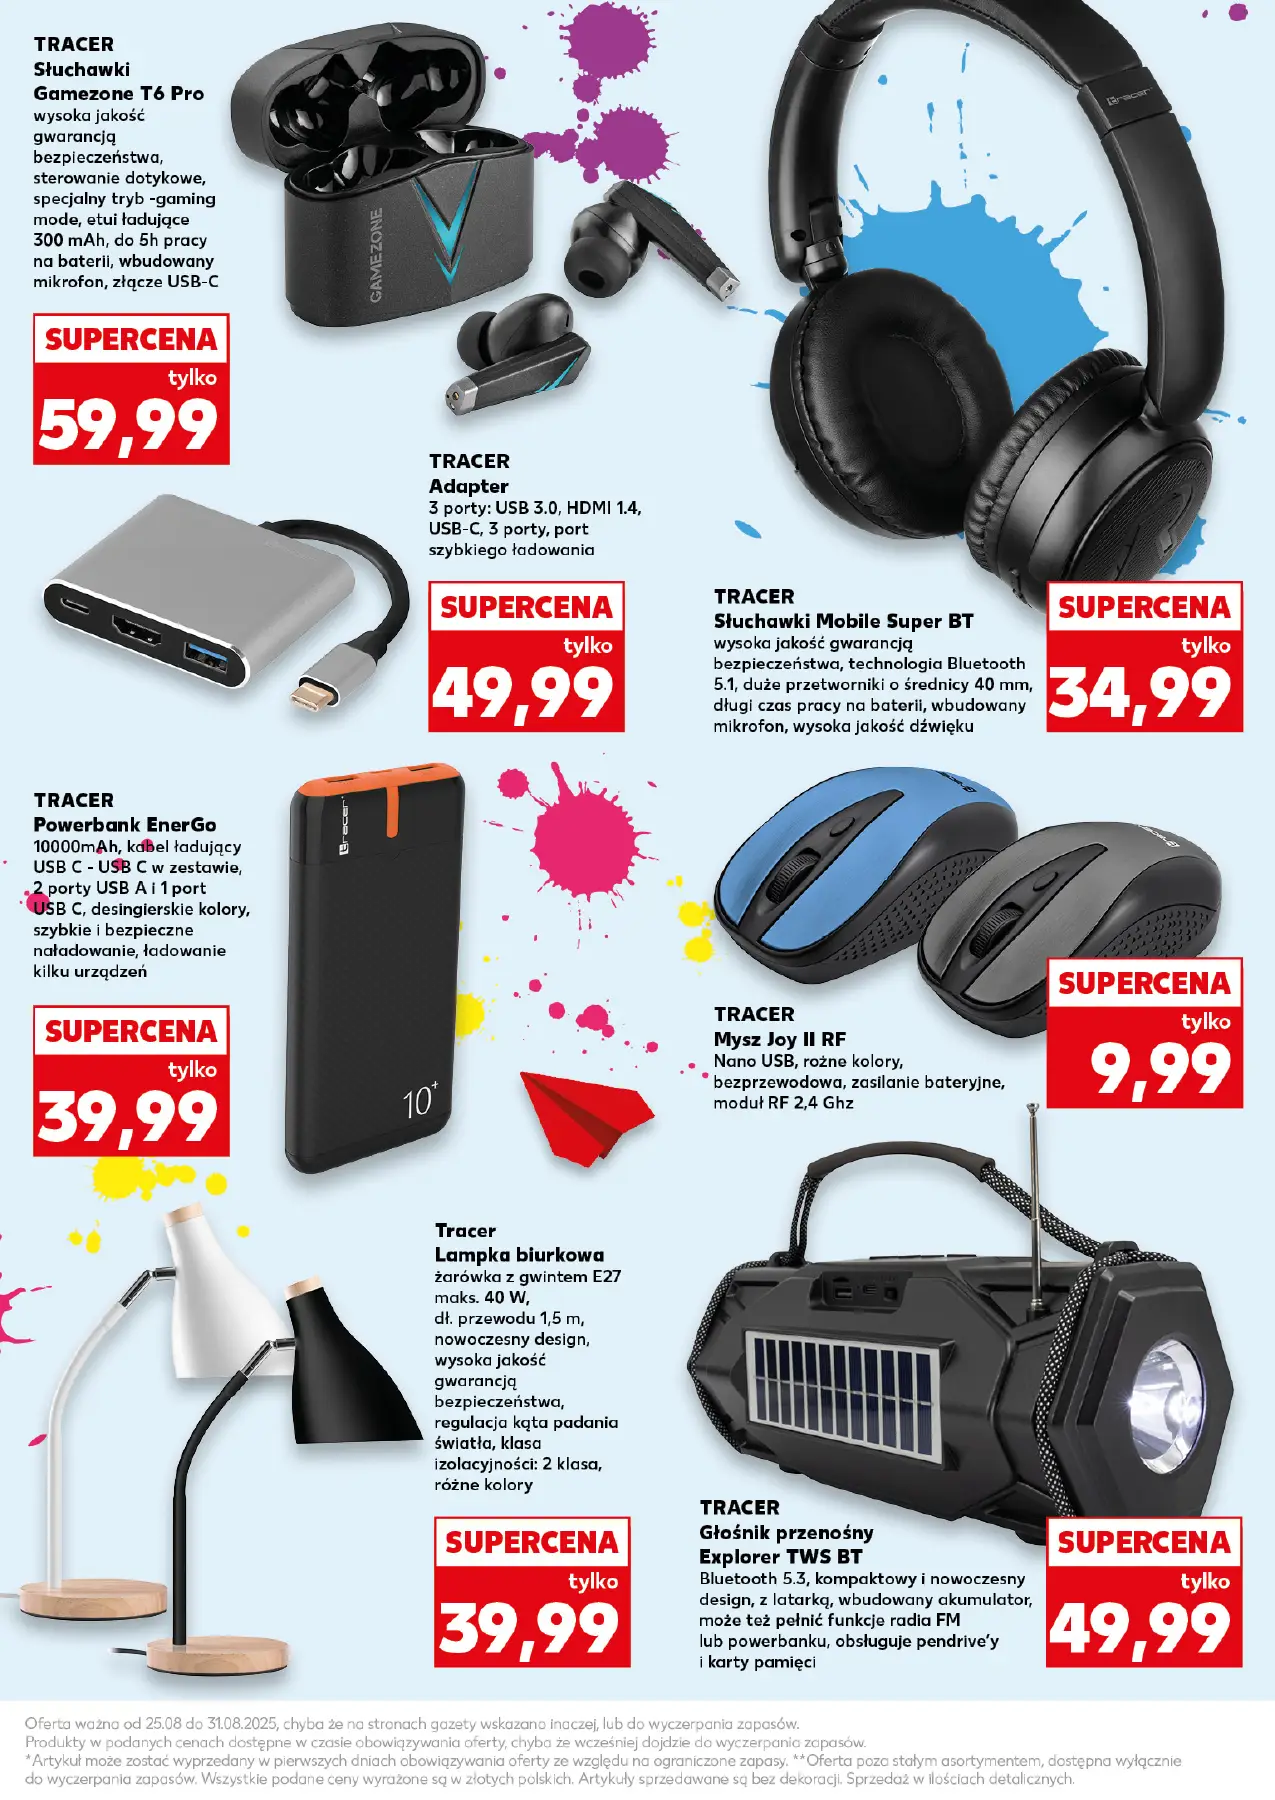 TRACER
Słuchawki
Gamezone T6 Pro
wysoka jakość
gwarancją
bezpieczeństwa,
sterowanie dotykowe,
specjalny tryb -gaming
mode, etui ładujące
300 mAh, do 5h pracy
na baterii, wbudowany
mikrofon, złącze USB-C
SUPERCENA
tylko
59,99
GAMEZONE
tracer
TRACER
Adapter
3 porty: USB 3.0, HDMI 1.4,
USB-C, 3 porty, port
szybkiego ładowania
SUPERCENA
tylko
49,99
TRACER
Słuchawki Mobile Super BT
wysoka jakość gwarancją
bezpieczeństwa, technologia Bluetooth
5.1, duże przetworniki o średnicy 40 mm,
długi czas pracy na baterii, wbudowany
mikrofon, wysoka jakość dźwięku
SUPERCENA
tylko
34,99
TRACER
Powerbank EnerGo
10000mAh, kabel ładujący
USB C - USB C w zestawie,
2 porty USB A i 1 port
USB C, desingierskie kolory,
szybkie i bezpieczne
naładowanie, ładowanie
kilku urządzeń
SUPERCENA
tylko
39,99
tracer
10+
tracer
tracer
TRACER
Mysz Joy II RF
Nano USB, rożne kolory,
bezprzewodowa, zasilanie bateryjne,
moduł RF 2,4 Ghz
SUPERCENA
tylko
9,99
Tracer
Lampka biurkowa
żarówka z gwintem E27
maks. 40 W,
dł. przewodu 1,5 m,
nowoczesny design,
wysoka jakość
gwarancją
bezpieczeństwa,
regulacja kąta padania
światła, klasa
izolacyjności: 2 klasa,
różne kolory
SUPERCENA
tylko
39,99
TRACER
Głośnik przenośny
Explorer TWS BT
Bluetooth 5.3, kompaktowy i nowoczesny
design, z latarką, wbudowany akumulator,
może też pełnić funkcje radia FM
lub powerbanku, obsługuje pendrive'y
i karty pamięci
SUPERCENA
tylko
49,99
Oferta ważna od 25.08 do 31.08.2025, chyba że na stronach gazety wskazano inaczej, lub do wyczerpania zapasów.
Produkty w podanych cenach dostępne w czasie obowiązywania oferty, chyba że wcześniej dojdzie do wyczerpania zapasów.
*Artykuł może zostać wyprzedany w pierwszych dniach obowiązywania oferty ze względu na ograniczone zapasy. **Oferta poza stałym asortymentem, dostępna wyłącznie
do wyczerpania zapasów. Wszystkie podane ceny wyrażone są w złotych polskich. Artykuły sprzedawane są bez dekoracji. Sprzedaż w ilościach detalicznych.